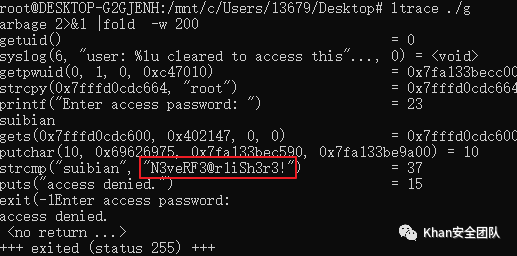 root@DESKTOP-G2GJENH:/mnt/c/Users/13679/Desktop# ltrace ./g
arbage 2>&1 |fold  -w 200
getuid() = 0
syslog(6, "user: %lu cleared to access this"..., 0) = <void>
getpwuid(0, 1, 0, 0xc47010) = 0x7fa133becc00
strcpy(0x7fffd0cdc664, "root") = 0x7fffd0cdc664
printf("Enter access password: ") = 23
suibian
gets(0x7fffd0cdc600, 0x402147, 0, 0) = 0x7fffd0cdc600
putchar(10, 0x69626975, 0x7fa133bec590, 0x7fa133be9a00) = 10
strcmp("suibian", "N3veRF3@r1iSh3r3!") = 37
puts("access denied.") = 15
exit(-1Enter access password:
access denied.
 <no return ...>
+++ exited (status 255) +++
Khan安全团队